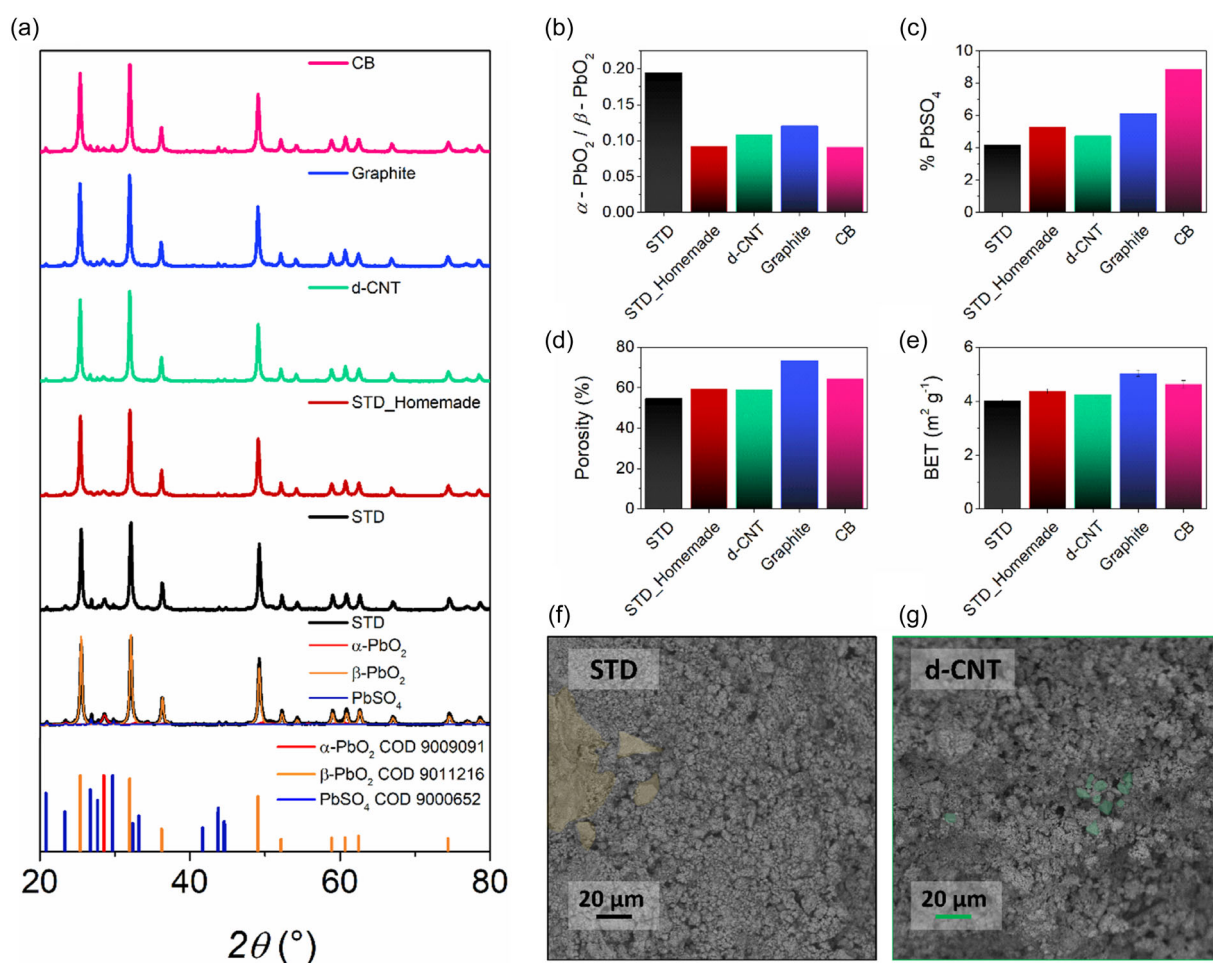 (a)
CB
Graphite
d-CNT
STD_Homemade
STD
STD
α-PbO₂
β-PbO₂
PbSO₄
α-PbO₂ COD 9009091
β-PbO₂ COD 9011216
PbSO₄ COD 9000652
20 40 60 80
2θ (°)
(b)
α - PbO₂ / β - PbO₂
0.20
0.15
0.10
0.05
0.00
STD
STD_Homemade
d-CNT
Graphite
CB
(c)
% PbSO₄
10
8
6
4
2
0
STD
STD_Homemade
d-CNT
Graphite
CB
(d)
Porosity (%)
80
60
40
20
0
STD
STD_Homemade
d-CNT
Graphite
CB
(e)
BET (m² g⁻¹)
6
4
2
0
STD
STD_Homemade
d-CNT
Graphite
CB
(f)
STD
20 µm
(g)
d-CNT
20 µm